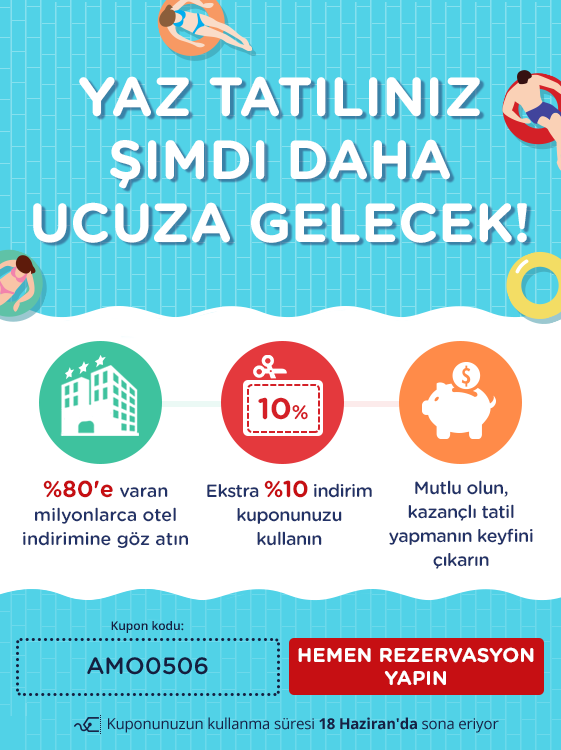 YAZ TATILINIZ
ŞIMDI DAHA
UCUZA GELECEK!
$
10%
%80'e varan
milyonlarca otel
indirimine göz atın
Ekstra %10 indirim
kuponunuzu
kullanın
Mutlu olun,
kazançlı tatil
yapmanın keyfini
çıkarın
Kupon kodu:
AMO0506
HEMEN REZERVASYON
YAPIN
Kuponunuzun kullanma süresi 18 Haziran'da sona eriyor